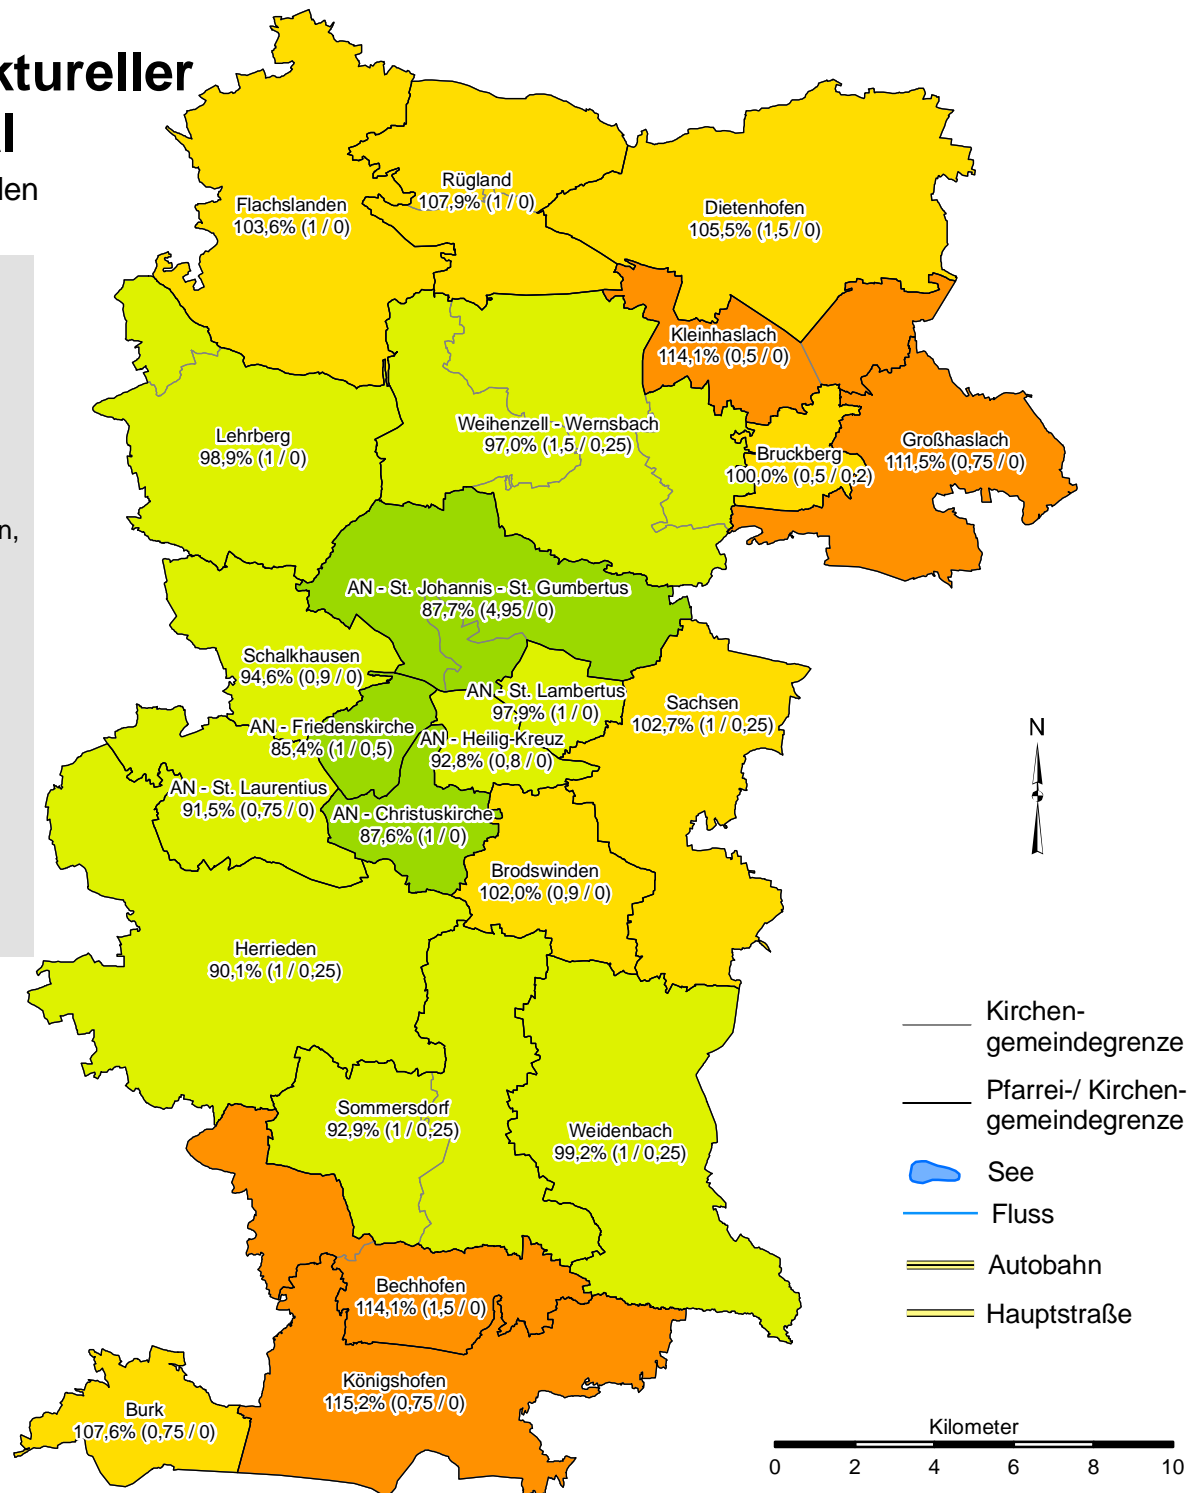 ktureller
l
den
n,
Flachslanden
103,6% (1 / 0)
Rügland
107,9% (1 / 0)
Dietenhofen
105,5% (1,5 / 0)
Kleinhaslach
114,1% (0,5 / 0)
Lehrberg
98,9% (1 / 0)
Weihenzell - Wernsbach
97,0% (1,5 / 0,25)
Bruckberg
100,0% (0,5 / 0,2)
Großhaslach
111,5% (0,75 / 0)
AN - St. Johannis - St. Gumbertus
87,7% (4,95 / 0)
Schalkhausen
94,6% (0,9 / 0)
AN - St. Lambertus
97,9% (1 / 0)
Sachsen
102,7% (1 / 0,25)
AN - Friedenskirche
85,4% (1 / 0,5)
AN - Heilig-Kreuz
92,8% (0,8 / 0)
AN - St. Laurentius
91,5% (0,75 / 0)
AN - Christuskirche
87,6% (1 / 0)
Brodswinden
102,0% (0,9 / 0)
Herrieden
90,1% (1 / 0,25)
Sommersdorf
92,9% (1 / 0,25)
Weidenbach
99,2% (1 / 0,25)
Bechhofen
114,1% (1,5 / 0)
Königshofen
115,2% (0,75 / 0)
Burk
107,6% (0,75 / 0)
N
Kirchen-
gemeindegrenze
Pfarrei-/ Kirchen-
gemeindegrenze
See
Fluss
Autobahn
Hauptstraße
Kilometer
0 2 4 6 8 10